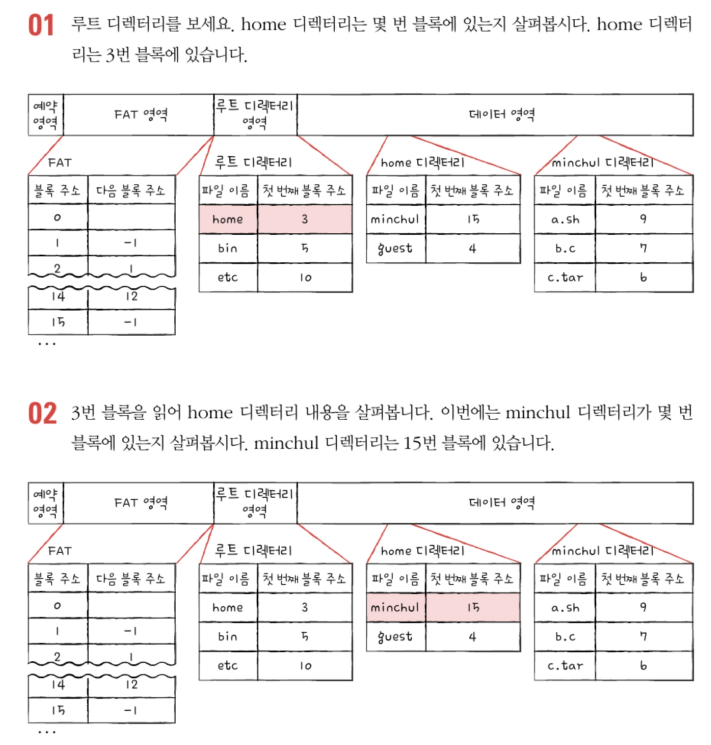 01 루트 디렉터리를 보세요. home 디렉터리는 몇 번 블록에 있는지 살펴봅시다. home 디렉터
리는 3번 블록에 있습니다.
예약 영역 FAT 영역 루트 디렉터리 영역 데이터 영역
FAT 루트 디렉터리 home 디렉터리 minchul 디렉터리
블록 주소 다음 블록 주소 파일 이름 첫 번째 블록 주소 파일 이름 첫 번째 블록 주소 파일 이름 첫 번째 블록 주소
0 home 3 minchul 15 a.sh 9
1 -1 bin 5 guest 4 b.c 7
2 1 etc 10 c.tar 6
14 12
15 -1
...
02 3번 블록을 읽어 home 디렉터리 내용을 살펴봅니다. 이번에는 minchul 디렉터리가 몇 번
블록에 있는지 살펴봅시다. minchul 디렉터리는 15번 블록에 있습니다.
예약 영역 FAT 영역 루트 디렉터리 영역 데이터 영역
FAT 루트 디렉터리 home 디렉터리 minchul 디렉터리
블록 주소 다음 블록 주소 파일 이름 첫 번째 블록 주소 파일 이름 첫 번째 블록 주소 파일 이름 첫 번째 블록 주소
0 home 3 minchul 15 a.sh 9
1 -1 bin 5 guest 4 b.c 7
2 1 etc 10 c.tar 6
14 12
15 -1
...